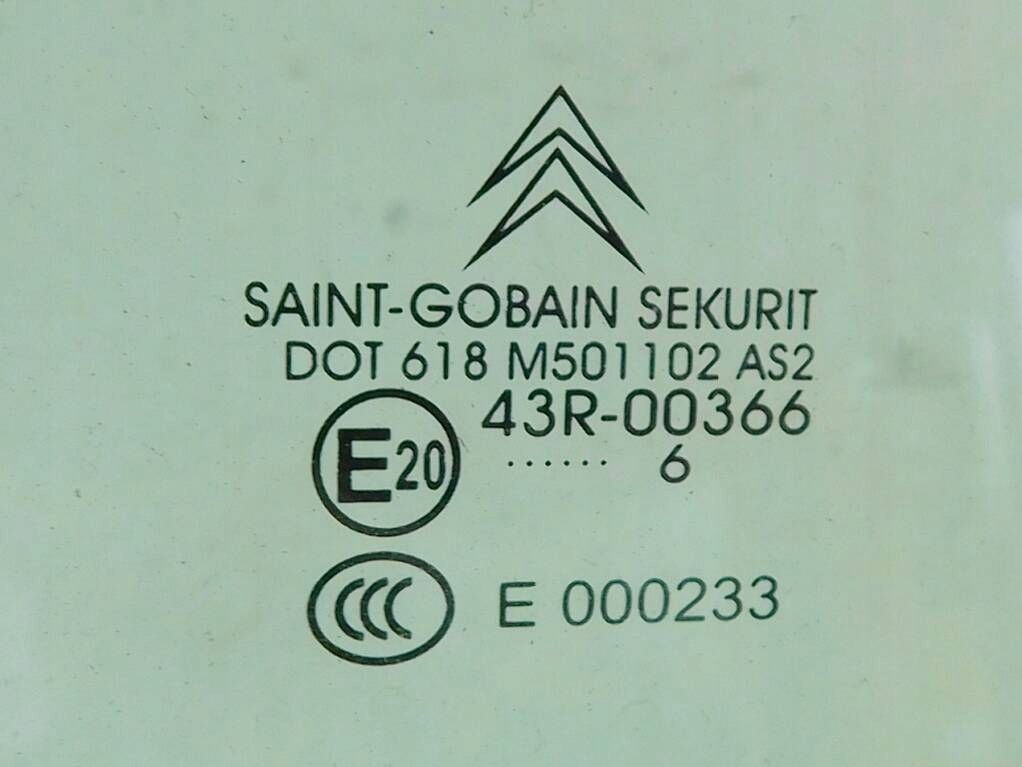 SAINT-GOBAIN SEKURIT
DOT 618 M501102 AS2
43R-00366
E20 ...... 6
CCC E 000233